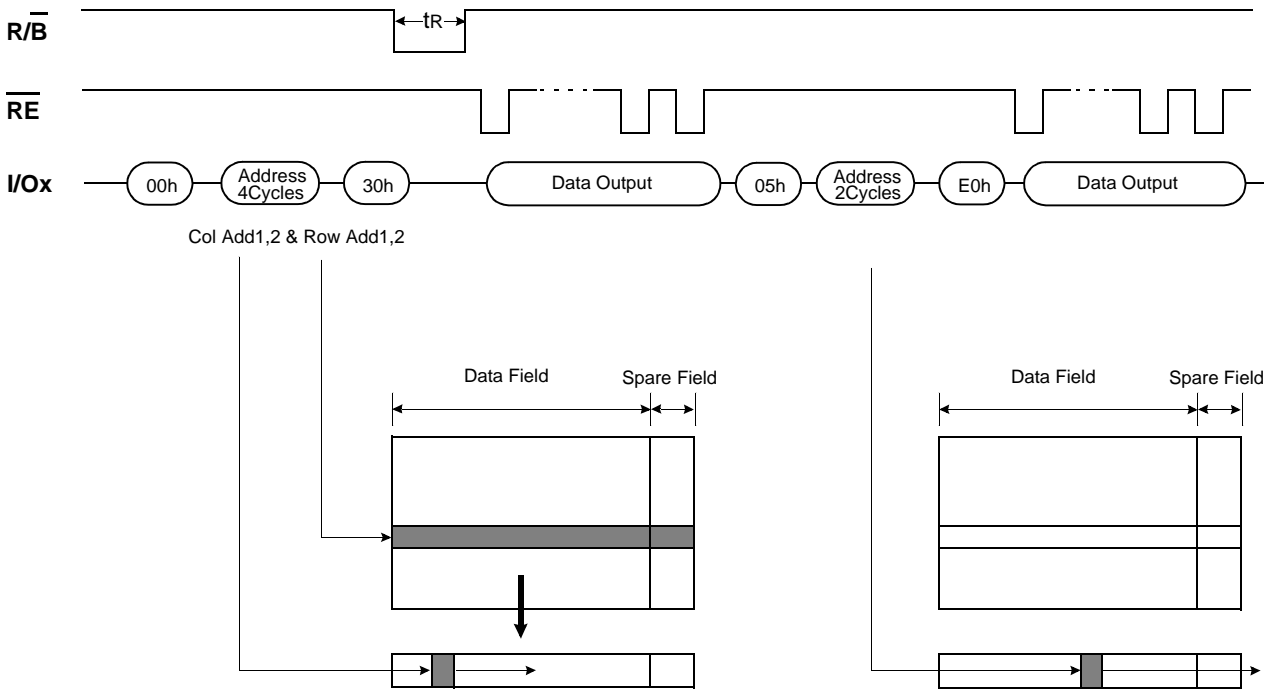 R/B̅
tR
R̅E̅
I/Ox
00h
Address
4Cycles
30h
Data Output
05h
Address
2Cycles
E0h
Data Output
Col Add1,2 & Row Add1,2
Data Field
Spare Field
Data Field
Spare Field